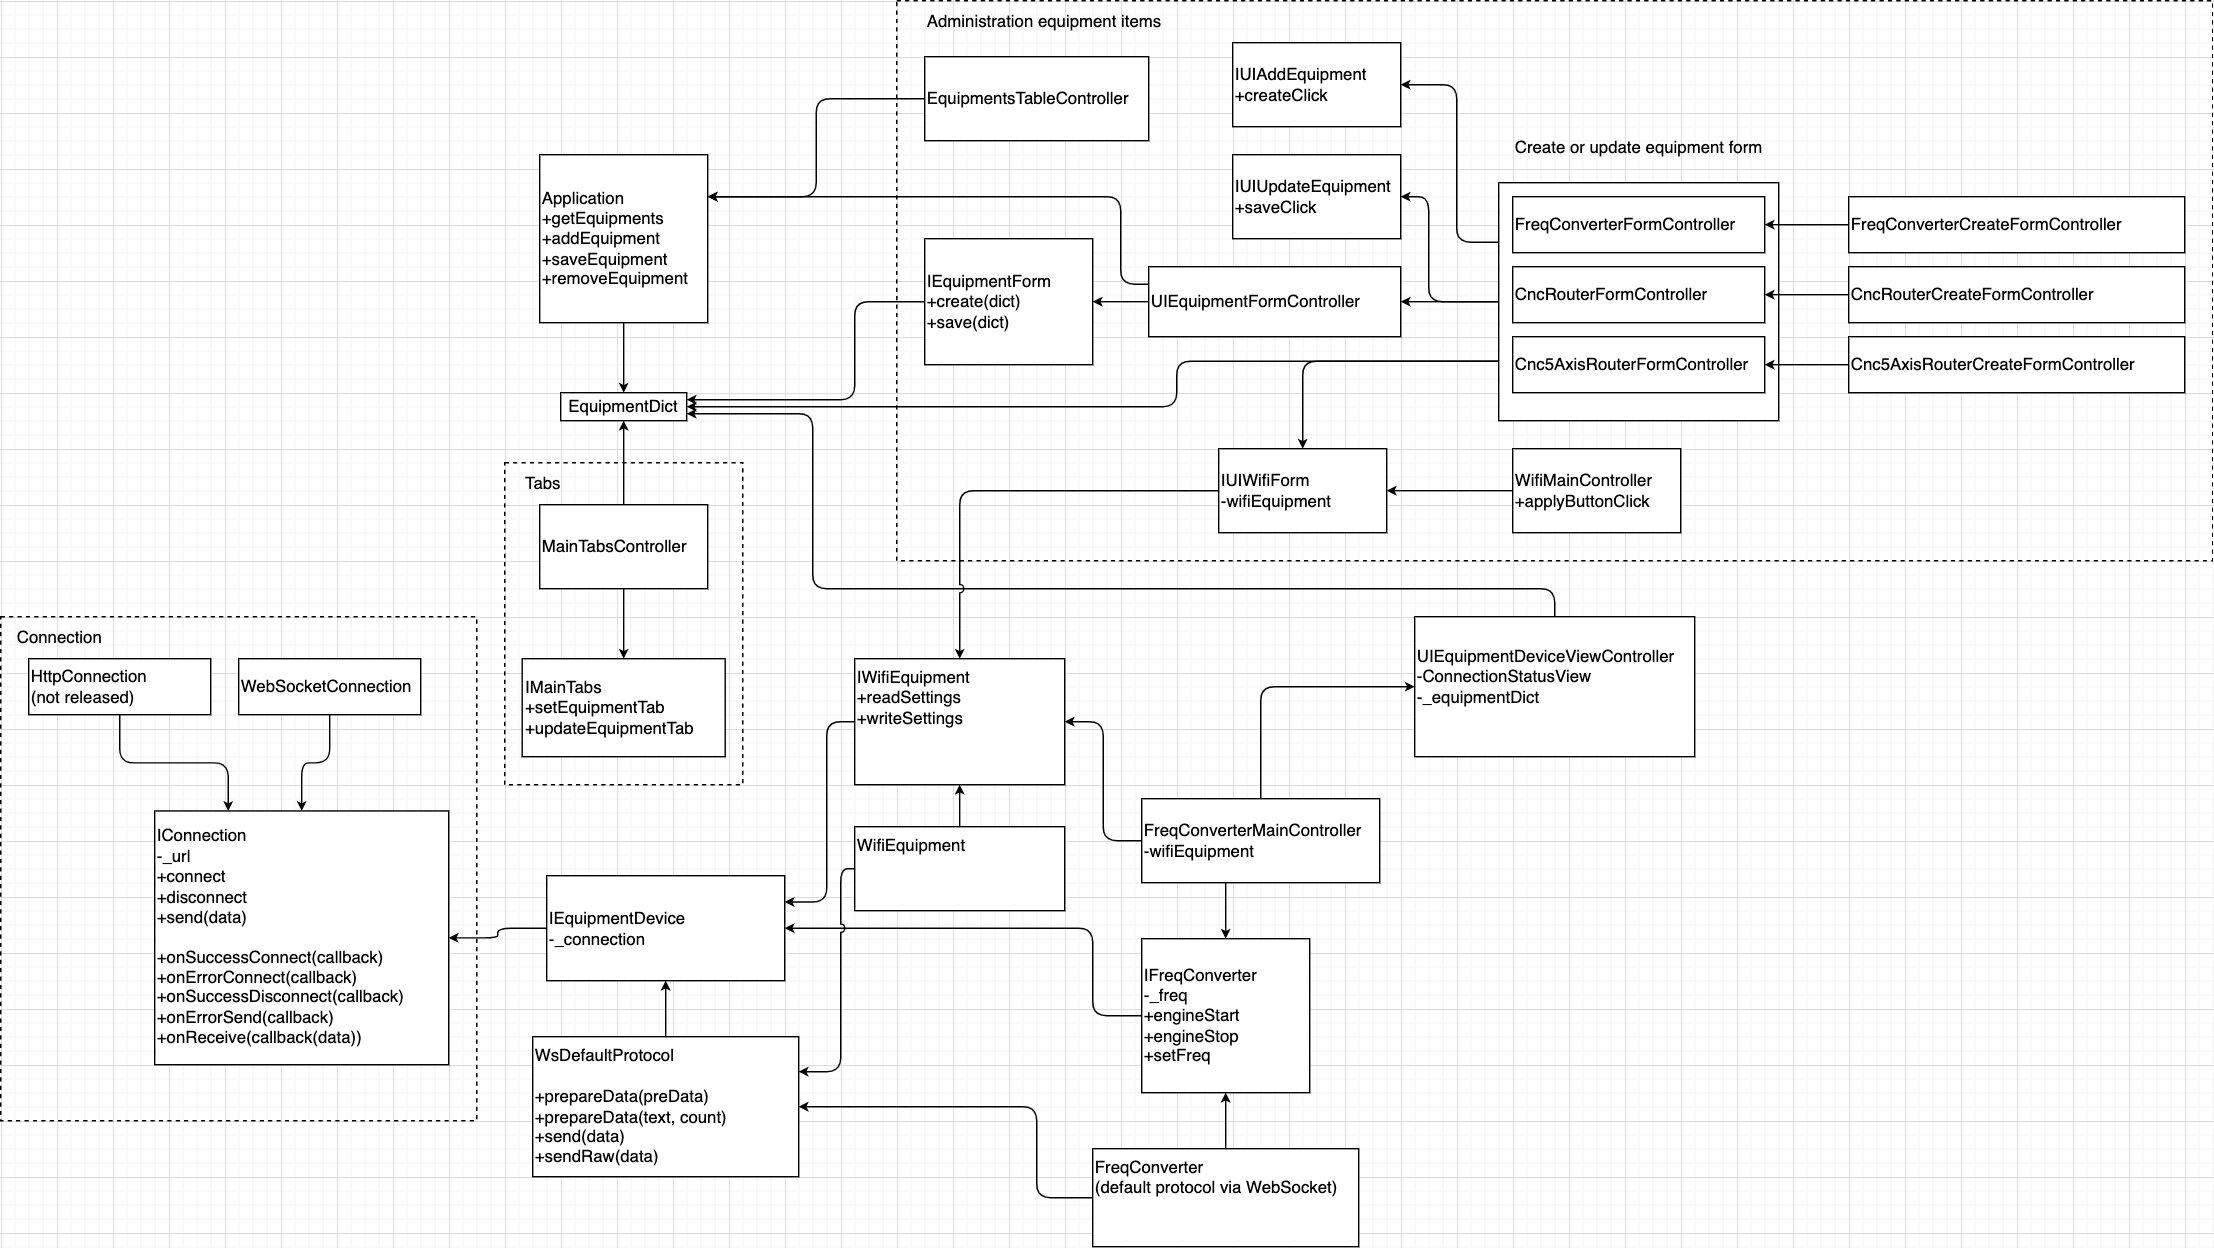 Administration equipment items
EquipmentsTableController
IUIAddEquipment
+createClick
Create or update equipment form
IUIUpdateEquipment
+saveClick
Application
+getEquipments
+addEquipment
+saveEquipment
+removeEquipment
FreqConverterFormController
FreqConverterCreateFormController
IEquipmentForm
+create(dict)
+save(dict)
UIEquipmentFormController
CncRouterFormController
CncRouterCreateFormController
Cnc5AxisRouterFormController
Cnc5AxisRouterCreateFormController
EquipmentDict
Tabs
IUIWifiForm
-wifiEquipment
WifiMainController
+applyButtonClick
MainTabsController
Connection
HttpConnection
(not released)
WebSocketConnection
IMainTabs
+setEquipmentTab
+updateEquipmentTab
IWifiEquipment
+readSettings
+writeSettings
UIEquipmentDeviceViewController
-ConnectionStatusView
-_equipmentDict
IConnection
-_url
+connect
+disconnect
+send(data)
+onSuccessConnect(callback)
+onErrorConnect(callback)
+onSuccessDisconnect(callback)
+onErrorSend(callback)
+onReceive(callback(data))
WifiEquipment
FreqConverterMainController
-wifiEquipment
IEquipmentDevice
-_connection
IFreqConverter
-_freq
+engineStart
+engineStop
+setFreq
WsDefaultProtocol
+prepareData(preData)
+prepareData(text, count)
+send(data)
+sendRaw(data)
FreqConverter
(default protocol via WebSocket)